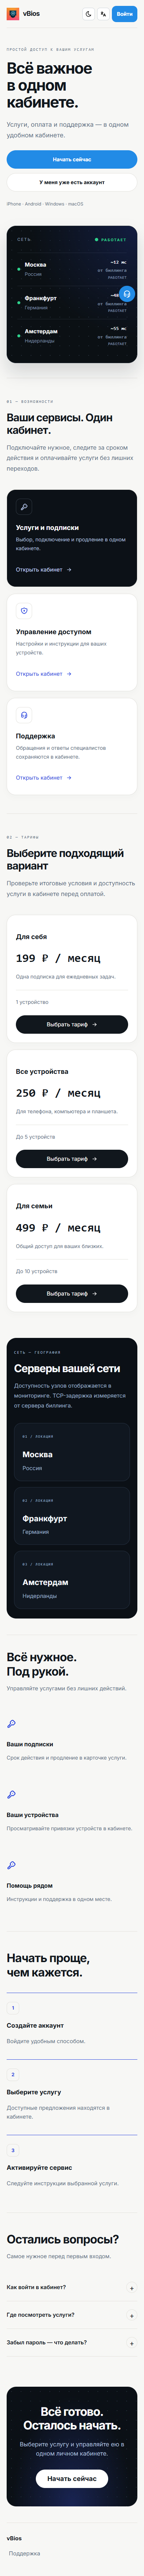 vBios
Войти
ПРОСТОЙ ДОСТУП К ВАШИМ УСЛУГАМ
Всё важное
в одном
кабинете.
Услуги, оплата и поддержка — в одном
удобном кабинете.
Начать сейчас
У меня уже есть аккаунт
iPhone · Android · Windows · macOS
СЕТЬ
РАБОТАЕТ
Москва
Россия
~12 мс
от биллинга
РАБОТАЕТ
Франкфурт
Германия
от биллинга
РАБОТАЕТ
Амстердам
Нидерланды
~55 мс
от биллинга
РАБОТАЕТ
01 — ВОЗМОЖНОСТИ
Ваши сервисы. Один
кабинет.
Подключайте нужное, следите за сроком
действия и оплачивайте услуги без лишних
переходов.
Услуги и подписки
Выбор, подключение и продление в одном
кабинете.
Открыть кабинет →
Управление доступом
Настройки и инструкции для ваших
устройств.
Открыть кабинет →
Поддержка
Обращения и ответы специалистов
сохраняются в кабинете.
Открыть кабинет →
02 — ТАРИФЫ
Выберите подходящий
вариант
Проверьте итоговые условия и доступность
услуги в кабинете перед оплатой.
Для себя
199 ₽ / месяц
Одна подписка для ежедневных задач.
1 устройство
Выбрать тариф →
Все устройства
250 ₽ / месяц
Для телефона, компьютера и планшета.
До 5 устройств
Выбрать тариф →
Для семьи
499 ₽ / месяц
Общий доступ для ваших близких.
До 10 устройств
Выбрать тариф →
СЕТЬ — ГЕОГРАФИЯ
Серверы вашей сети
Доступность узлов отображается в
мониторинге. TCP-задержка измеряется
от сервера биллинга.
01 / ЛОКАЦИЯ
Москва
Россия
02 / ЛОКАЦИЯ
Франкфурт
Германия
03 / ЛОКАЦИЯ
Амстердам
Нидерланды
Всё нужное.
Под рукой.
Управляйте услугами без лишних действий.
Ваши подписки
Срок действия и продление в карточке услуги.
Ваши устройства
Просматривайте привязки устройств в кабинете.
Помощь рядом
Инструкции и поддержка в одном месте.
Начать проще,
чем кажется.
1
Создайте аккаунт
Войдите удобным способом.
2
Выберите услугу
Доступные предложения находятся в
кабинете.
3
Активируйте сервис
Следуйте инструкции выбранной услуги.
Остались вопросы?
Самое нужное перед первым входом.
Как войти в кабинет? +
Где посмотреть услуги? +
Забыл пароль — что делать? +
Всё готово.
Осталось начать.
Выберите услугу и управляйте ею в
одном личном кабинете.
Начать сейчас
vBios
Поддержка